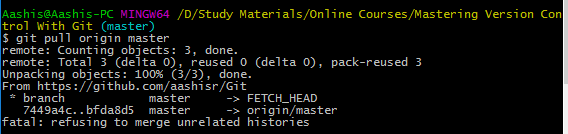 Aashis@Aashis-PC MINGW64 /D/Study Materials/Online Courses/Mastering Version Con
trol With Git (master)
$ git pull origin master
remote: Counting objects: 3, done.
remote: Total 3 (delta 0), reused 0 (delta 0), pack-reused 3
Unpacking objects: 100% (3/3), done.
From https://github.com/aashisr/Git
 * branch            master     -> FETCH_HEAD
   7449a4c..bfda8d5  master     -> origin/master
fatal: refusing to merge unrelated histories